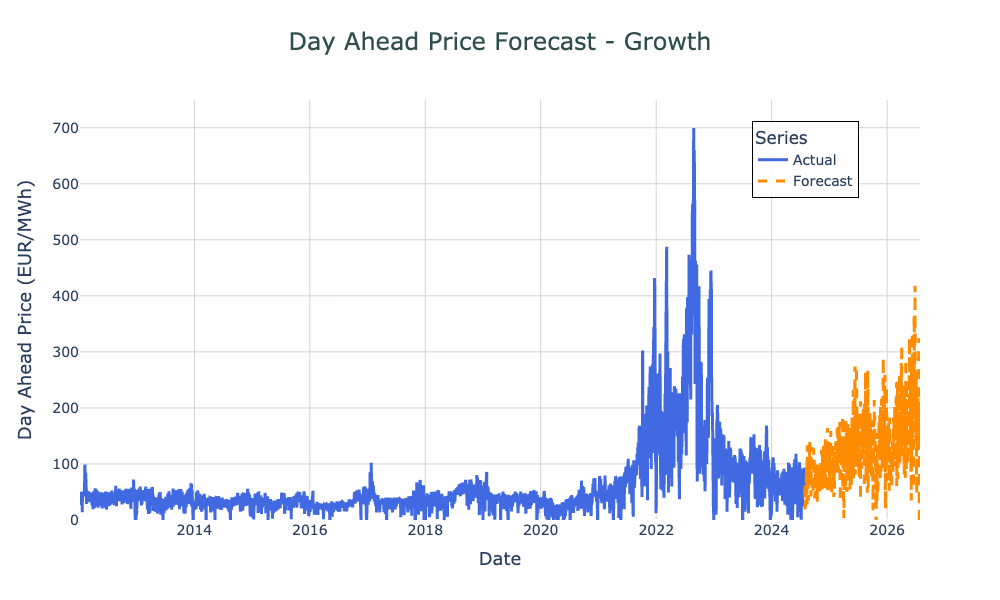 Day Ahead Price Forecast - Growth
Series
Actual
Forecast
700
600
500
400
300
200
100
0
Day Ahead Price (EUR/MWh)
2014 2016 2018 2020 2022 2024 2026
Date